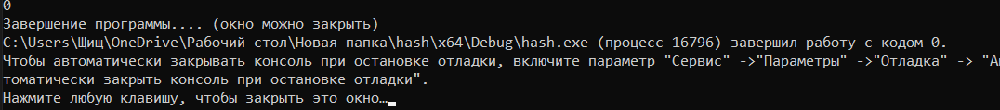 0
Завершение программы.... (окно можно закрыть)
C:\Users\Щищ\OneDrive\Рабочий стол\Новая папка\hash\x64\Debug\hash.exe (процесс 16796) завершил работу с кодом 0.
Чтобы автоматически закрывать консоль при остановке отладки, включите параметр "Сервис" ->"Параметры" ->"Отладка" -> "Ав
томатически закрыть консоль при остановке отладки".
Нажмите любую клавишу, чтобы закрыть это окно…